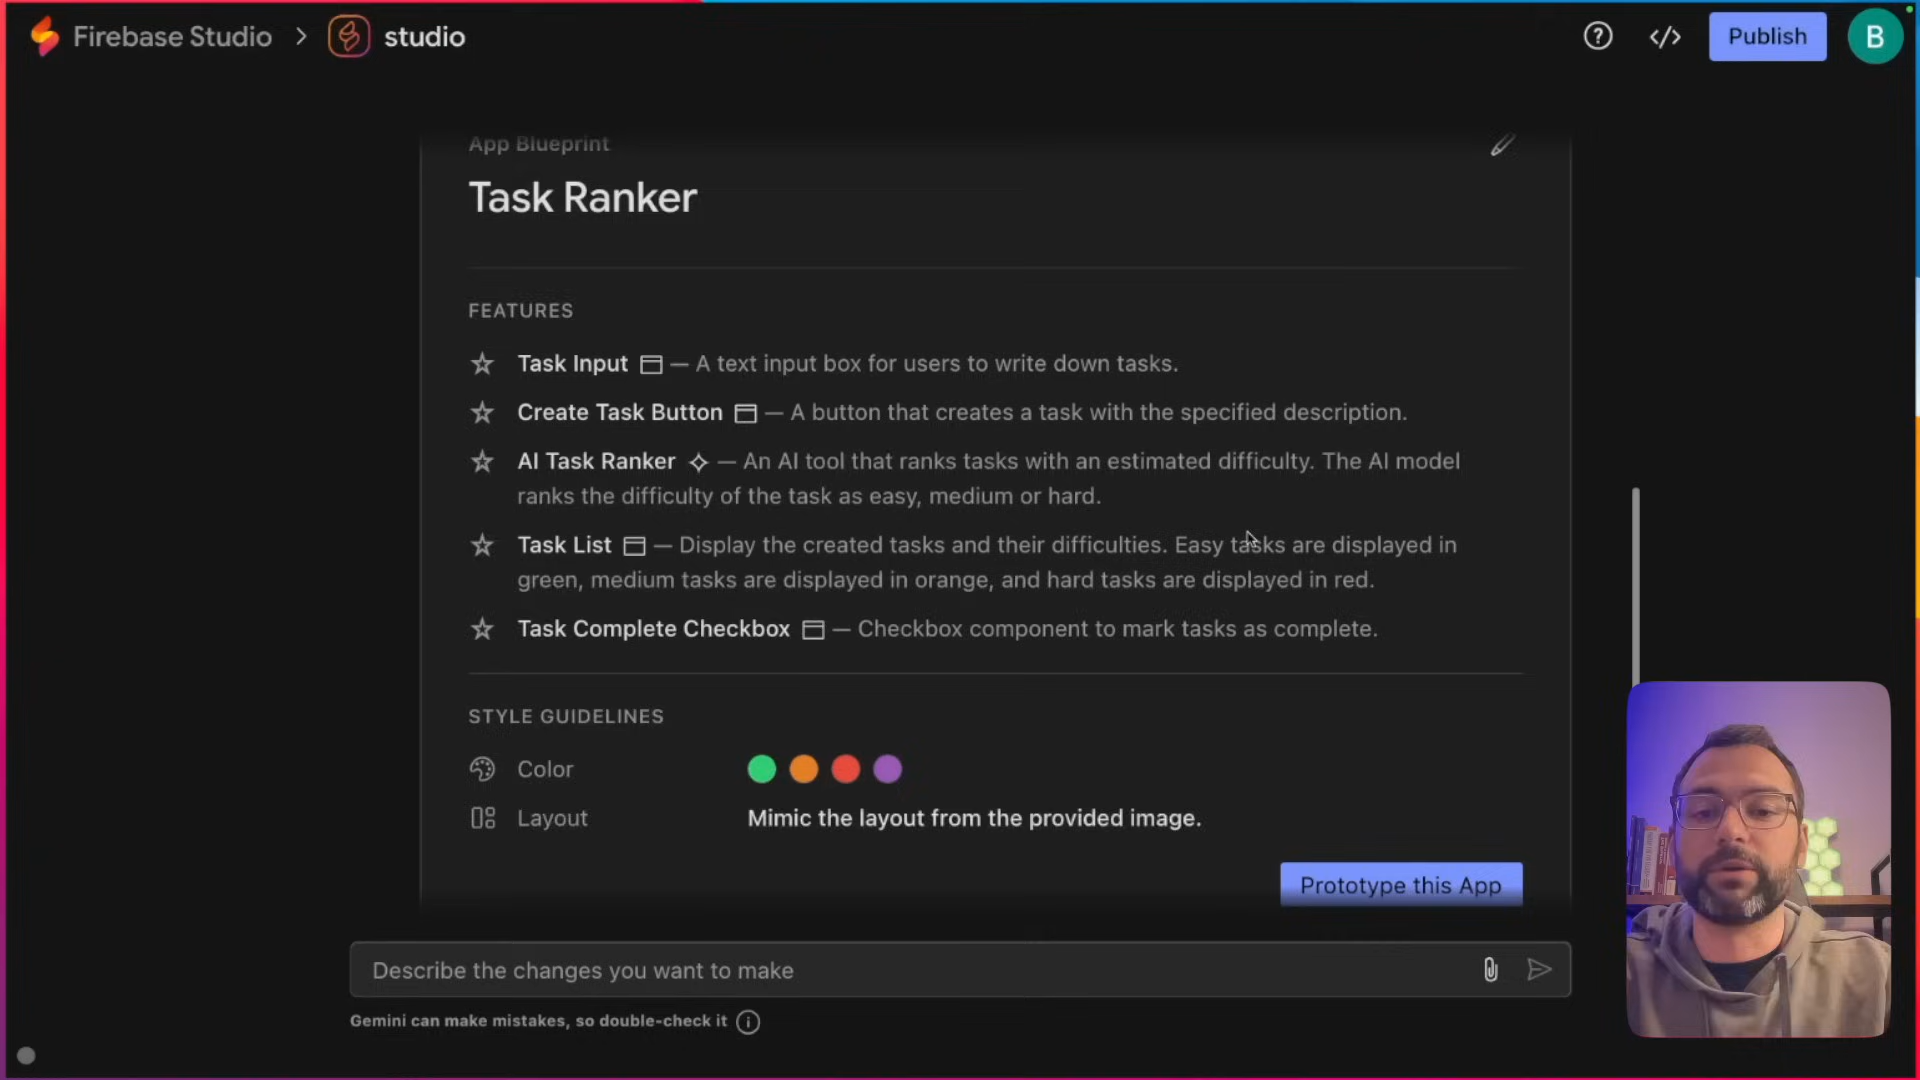 Firebase Studio > studio
Publish
B
App Blueprint
Task Ranker
FEATURES
Task Input — A text input box for users to write down tasks.
Create Task Button — A button that creates a task with the specified description.
AI Task Ranker — An AI tool that ranks tasks with an estimated difficulty. The AI model
ranks the difficulty of the task as easy, medium or hard.
Task List — Display the created tasks and their difficulties. Easy tasks are displayed in
green, medium tasks are displayed in orange, and hard tasks are displayed in red.
Task Complete Checkbox — Checkbox component to mark tasks as complete.
STYLE GUIDELINES
Color
Layout Mimic the layout from the provided image.
Prototype this App
Describe the changes you want to make
Gemini can make mistakes, so double-check it